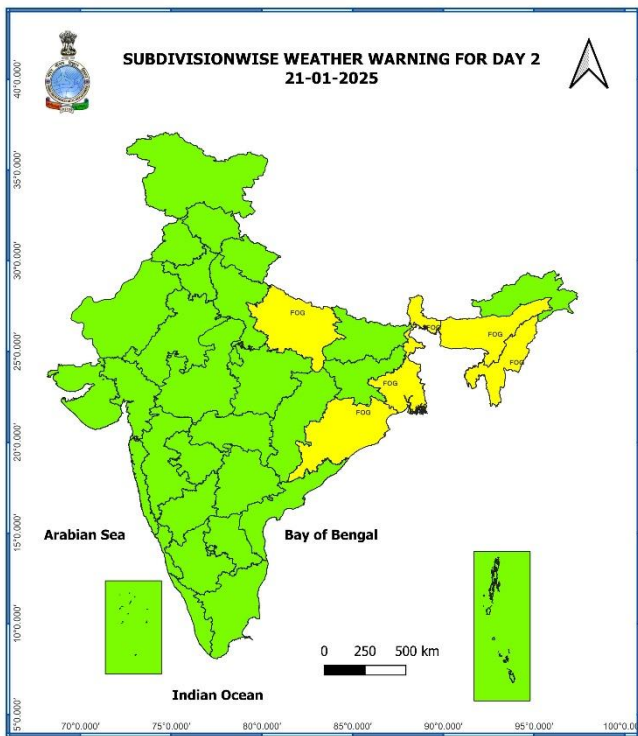 SUBDIVISIONWISE WEATHER WARNING FOR DAY 2
21-01-2025
40°0.000'
35°0.000'
30°0.000'
25°0.000'
20°0.000'
15°0.000'
10°0.000'
5°0.000'
FOG
FOG
FOG
FOG
FOG
FOG
Arabian Sea
Bay of Bengal
0 250 500 km
Indian Ocean
70°0.000' 75°0.000' 80°0.000' 85°0.000' 90°0.000' 95°0.000' 100°0.00